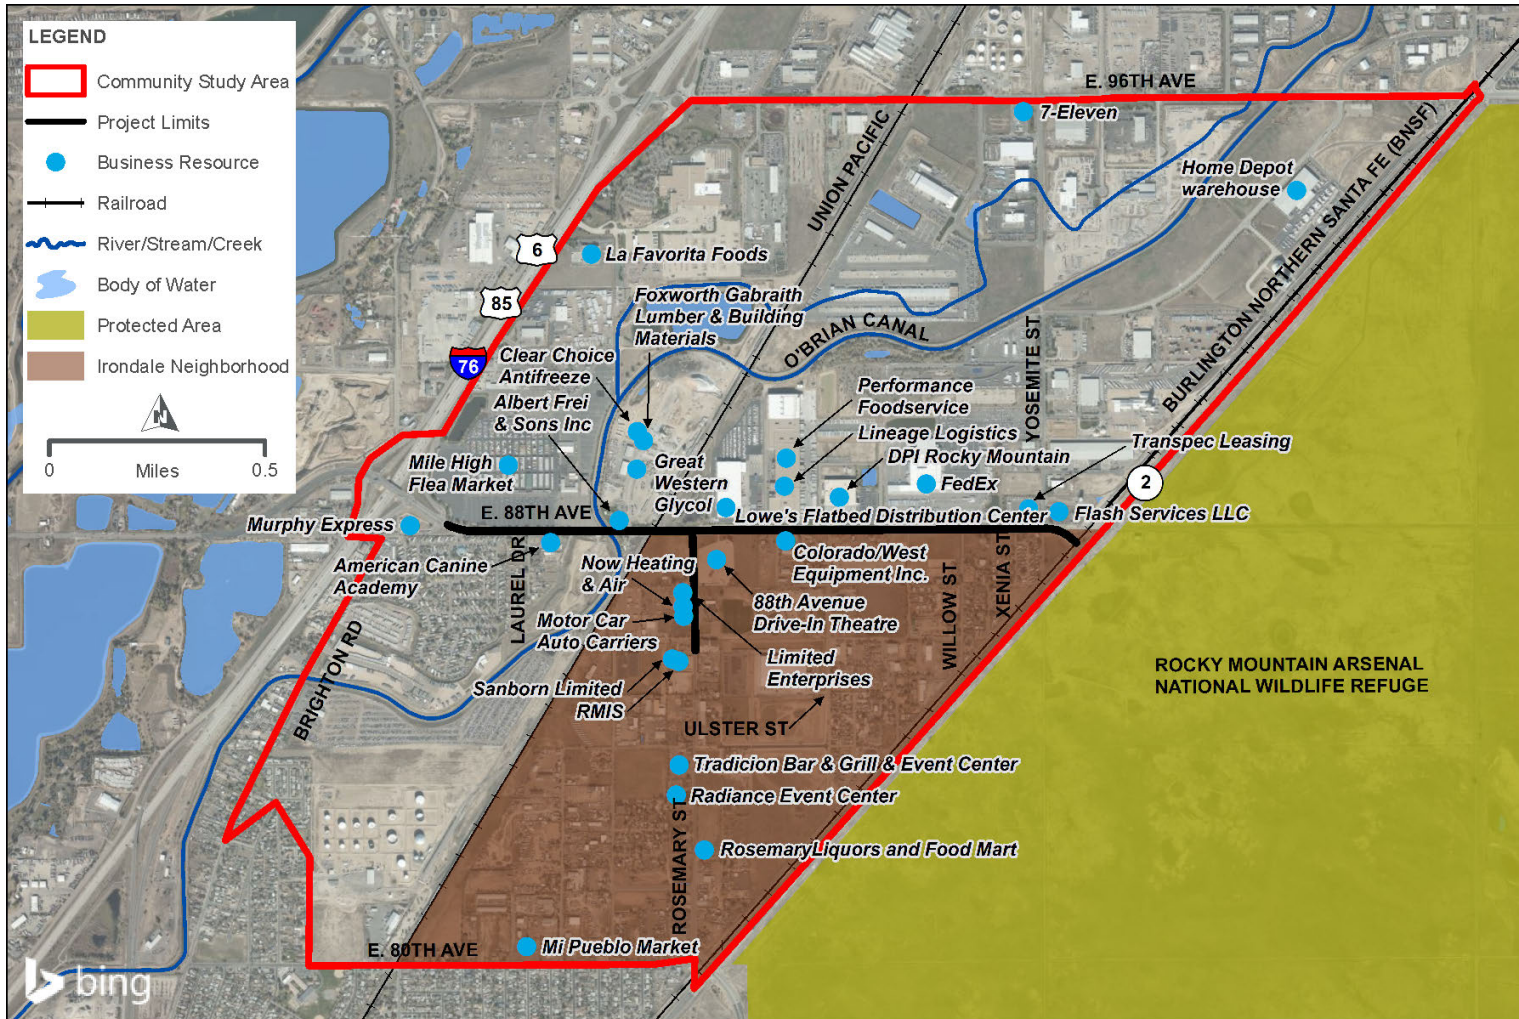 LEGEND
Community Study Area
Project Limits
Business Resource
Railroad
River/Stream/Creek
Body of Water
Protected Area
Irondale Neighborhood
N
0
0.5
Miles
E. 96TH AVE
7-Eleven
UNION PACIFIC
Home Depot
warehouse
BURLINGTON NORTHERN SANTA FE (BNSF)
6
La Favorita Foods
85
Foxworth Gabraith
Lumber & Building
Materials
O'BRIAN CANAL
YOSEMITE ST
76
Clear Choice
Antifreeze
Albert Frei
& Sons Inc
Performance
Foodservice
Lineage Logistics
Transpec Leasing
DPI Rocky Mountain
Mile High
Flea Market
Great
Western
Glycol
FedEx
2
E. 88TH AVE
Lowe's Flatbed Distribution Center
Flash Services LLC
Murphy Express
American Canine
Academy
LAUREL DR
Now Heating
& Air
Colorado/West
Equipment Inc.
XENIA ST
WILLOW ST
88th Avenue
Drive-In Theatre
Motor Car
Auto Carriers
BRIGHTON RD
Limited
Enterprises
ROCKY MOUNTAIN ARSENAL
NATIONAL WILDLIFE REFUGE
Sanborn Limited
RMIS
ULSTER ST
Tradicion Bar & Grill & Event Center
Radiance Event Center
ROSEMARY ST
RosemaryLiquors and Food Mart
E. 80TH AVE
Mi Pueblo Market
bing